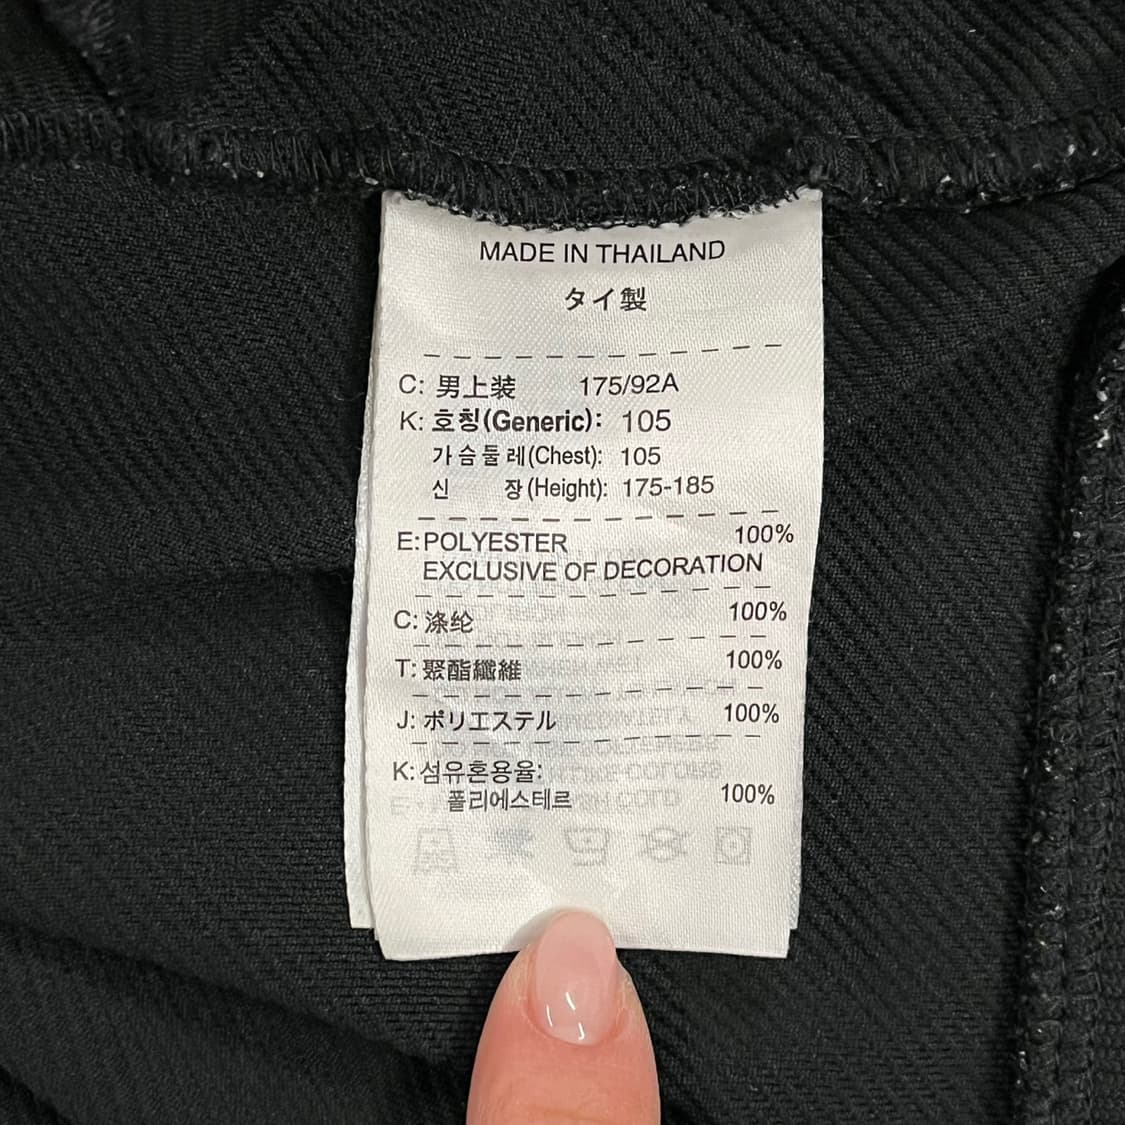 MADE IN THAILAND
タイ製
C: 男上装 175/92A
K: 호칭(Generic): 105
가슴둘레(Chest): 105
신 장(Height): 175-185
E: POLYESTER 100%
EXCLUSIVE OF DECORATION
C: 涤纶 100%
T: 聚酯纖維 100%
J: ポリエステル 100%
K: 섬유혼용율:
폴리에스테르 100%